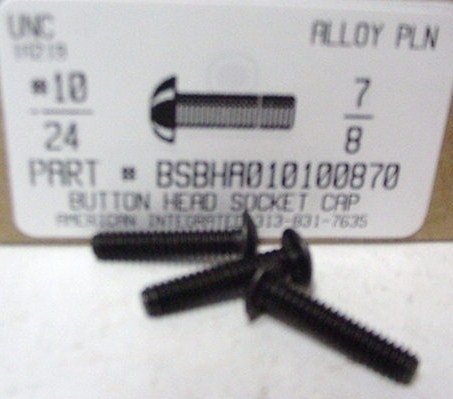 UNC ALLOY PLN
#10 7
24 8
PART # BSBHA010100870
BUTTON HEAD SOCKET CAP
AMERICAN INTEGRATED 313-831-7635